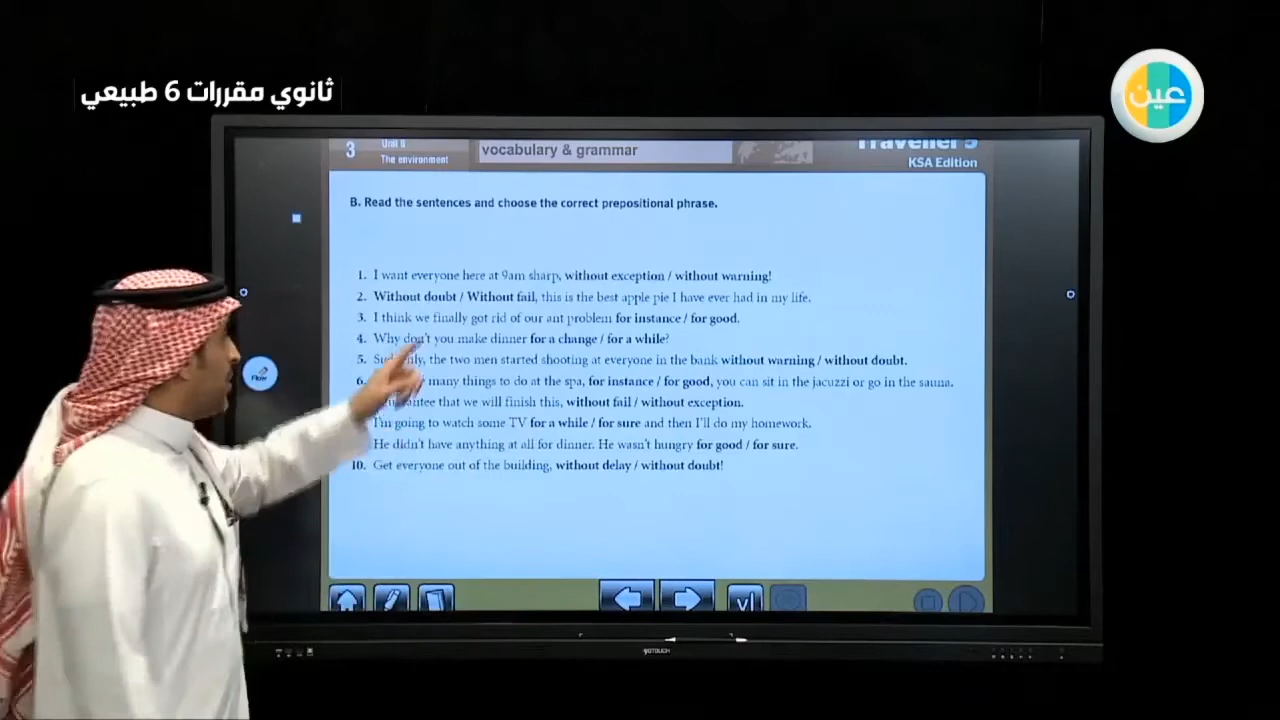 ثانوي مقررات 6 طبيعي
عين
3
Unit 8
The environment
vocabulary & grammar
Traveller 5
KSA Edition
B. Read the sentences and choose the correct prepositional phrase.
1. I want everyone here at 9am sharp, without exception / without warning!
2. Without doubt / Without fail, this is the best apple pie I have ever had in my life.
3. I think we finally got rid of our ant problem for instance / for good.
4. Why don't you make dinner for a change / for a while?
5. Suddenly, the two men started shooting at everyone in the bank without warning / without doubt.
6. many things to do at the spa, for instance / for good, you can sit in the jacuzzi or go in the sauna.
that we will finish this, without fail / without exception.
I'm going to watch some TV for a while / for sure and then I'll do my homework.
He didn't have anything at all for dinner. He wasn't hungry for good / for sure.
10. Get everyone out of the building, without delay / without doubt!
Flow